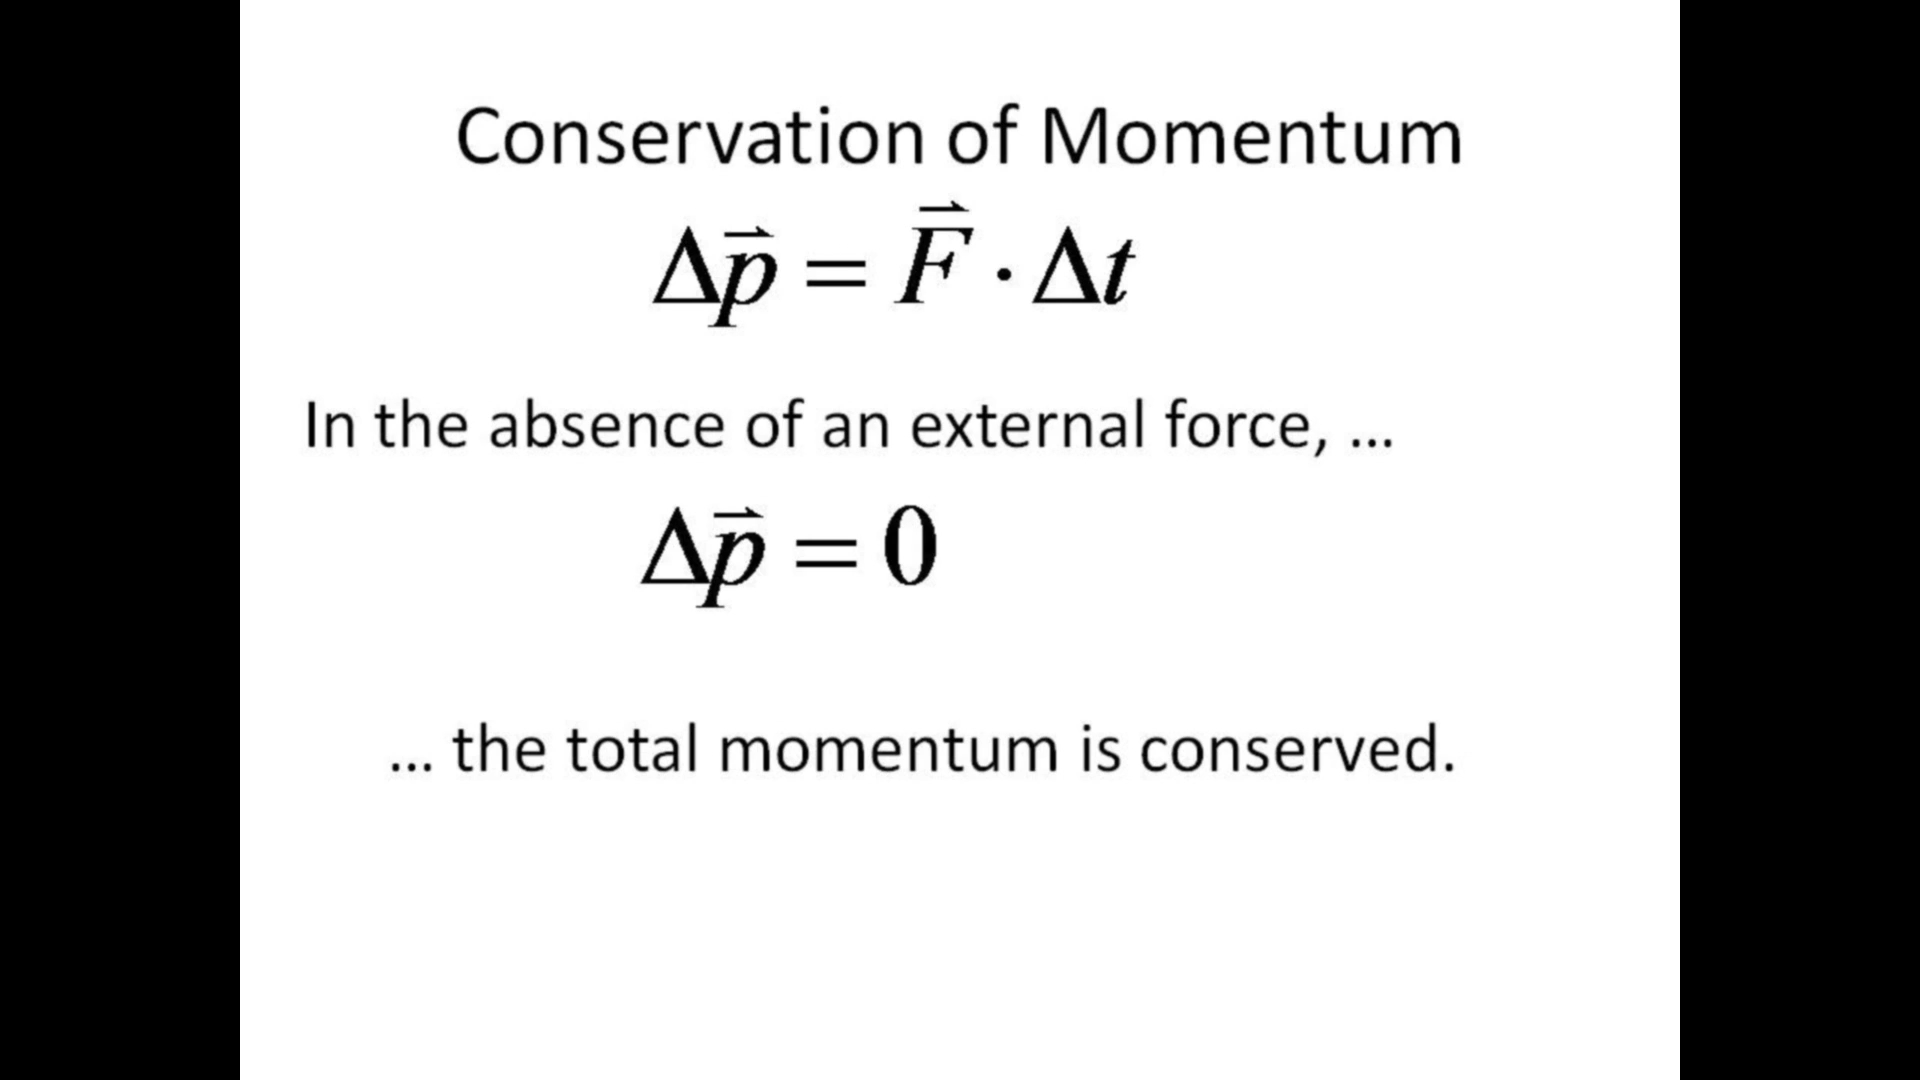 Conservation of Momentum
Δp⃗ = F⃗ · Δt
In the absence of an external force, ...
Δp⃗ = 0
... the total momentum is conserved.